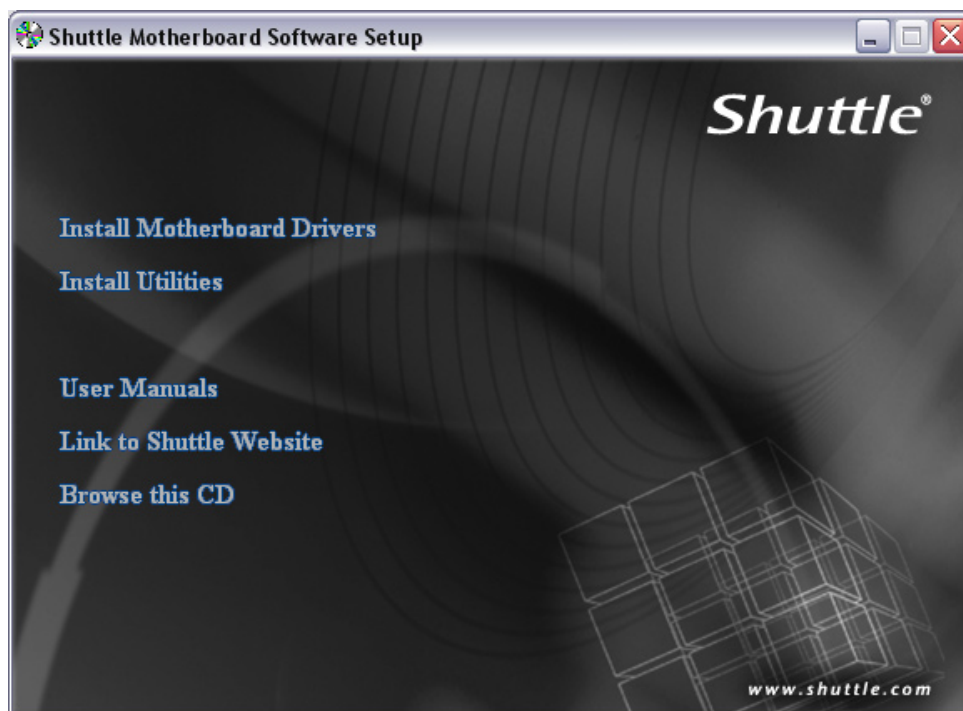 Shuttle Motherboard Software Setup
Shuttle®
Install Motherboard Drivers
Install Utilities
User Manuals
Link to Shuttle Website
Browse this CD
www.shuttle.com